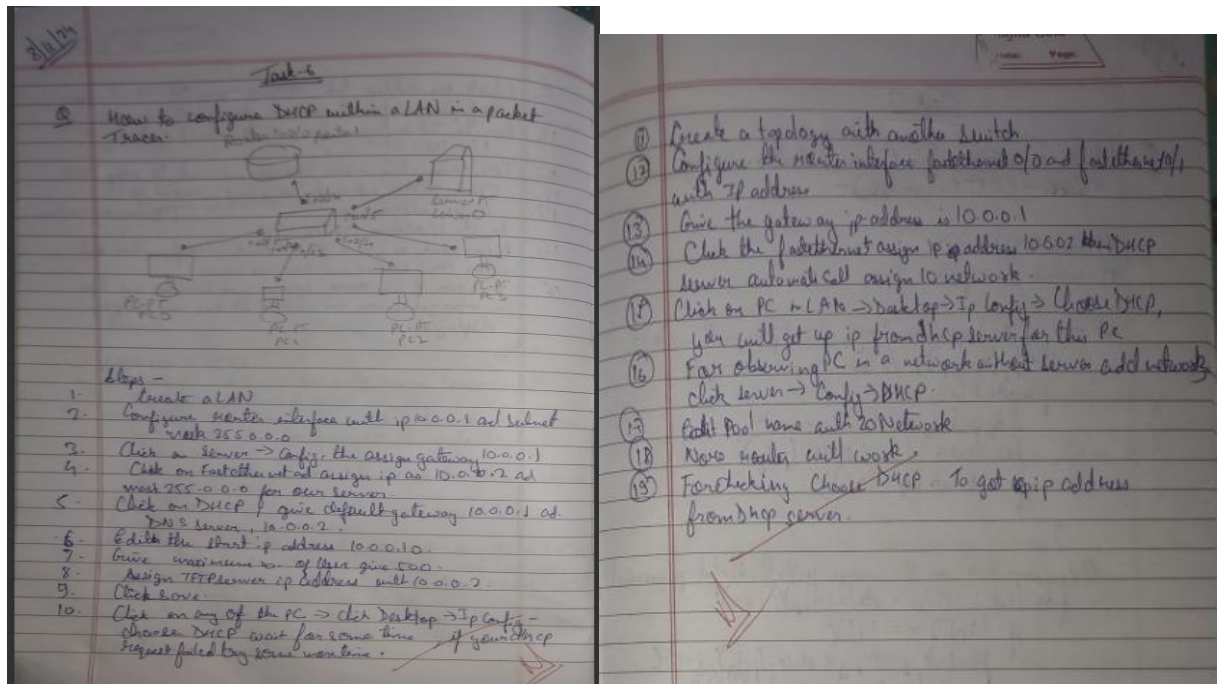 8/11/24
Task-6
Q How to configure DHCP within a LAN in a packet
Tracer.
Server0
PC-PT
PC-PT
PC1
PC-PT
PC2
PC-PT
PC3
Steps -
1. Create a LAN
2. Configure router interface with ip 10.0.0.1 ad subnet
mask 255.0.0.0
3. Click on Server → Config. the assign gateway 10.0.0.1
4. Click on Fastethernet ad assign ip as 10.0.0.2 ad
mask 255.0.0.0 for our server.
5. Click on DHCP & give default gateway 10.0.0.1 ad.
DNS server, 10.0.0.2.
6. Edit the start ip address 10.0.0.10.
7. Give maximum no. of User give 500.
8. Assign TFTP server ip address with 10.0.0.2.
9. Click save.
10. Click on any of the PC → click Desktop → Ip config -
choose DHCP wait for some time, if your dhcp
request failed try some more time.
11 Create a topology with another switch
12 Configure the router interface fastethernet 0/0 and fastethernet 0/1
with Ip address
13 Give the gateway ip address is 10.0.0.1
14 Click the fastethernet assign ip address 10.0.0.2 DHCP
server automaticall assign 10 network.
15 Click on PC in LAN → Desktop → Ip Config → Choose DHCP,
you will get up ip from dhcp server for this PC
16 For observing PC in a network without server add network
click server → Config → DHCP.
17 Edit Pool name with 20 Network
18 Now router will work.
19 For checking Choose DHCP To get ip address
from Dhcp server.